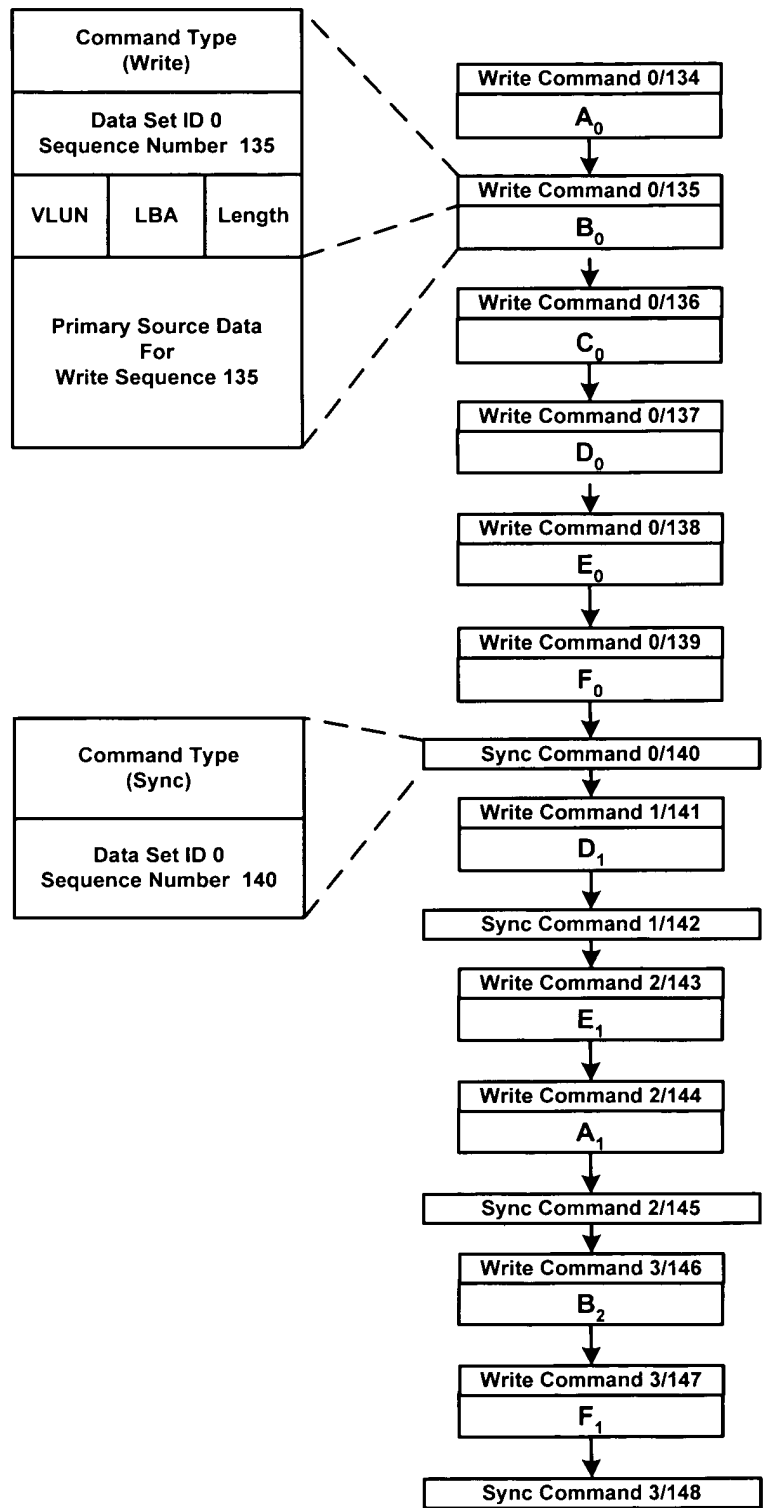 Command Type
(Write)
Data Set ID 0
Sequence Number 135
VLUN LBA Length
Primary Source Data
For
Write Sequence 135
Write Command 0/134
A₀
Write Command 0/135
B₀
Write Command 0/136
C₀
Write Command 0/137
D₀
Write Command 0/138
E₀
Write Command 0/139
F₀
Command Type
(Sync)
Data Set ID 0
Sequence Number 140
Sync Command 0/140
Write Command 1/141
D₁
Sync Command 1/142
Write Command 2/143
E₁
Write Command 2/144
A₁
Sync Command 2/145
Write Command 3/146
B₂
Write Command 3/147
F₁
Sync Command 3/148